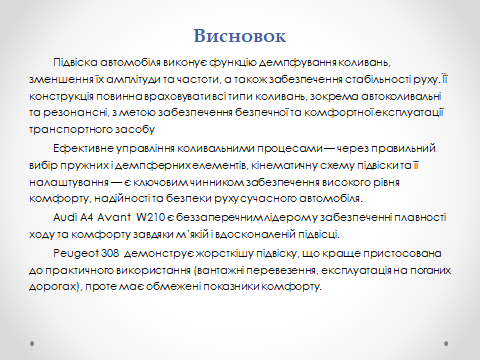 Висновок
Підвіска автомобіля виконує функцію демпфування коливань,
зменшення їх амплітуди та частоти, а також забезпечення стабільності руху. Її
конструкція повинна враховувати всі типи коливань, зокрема автоколивальні
та резонансні, з метою забезпечення безпечної та комфортної експлуатації
транспортного засобу
Ефективне управління коливальними процесами — через правильний
вибір пружних і демпферних елементів, кінематичну схему підвіски та її
налаштування — є ключовим чинником забезпечення високого рівня
комфорту, надійності та безпеки руху сучасного автомобіля.
Audi A4 Avant W210 є беззаперечним лідером у забезпеченні плавності
ходу та комфорту завдяки м'якій і вдосконаленій підвісці.
Peugeot 308 демонструє жорсткішу підвіску, що краще пристосована
до практичного використання (вантажні перевезення, експлуатація на поганих
дорогах), проте має обмежені показники комфорту.